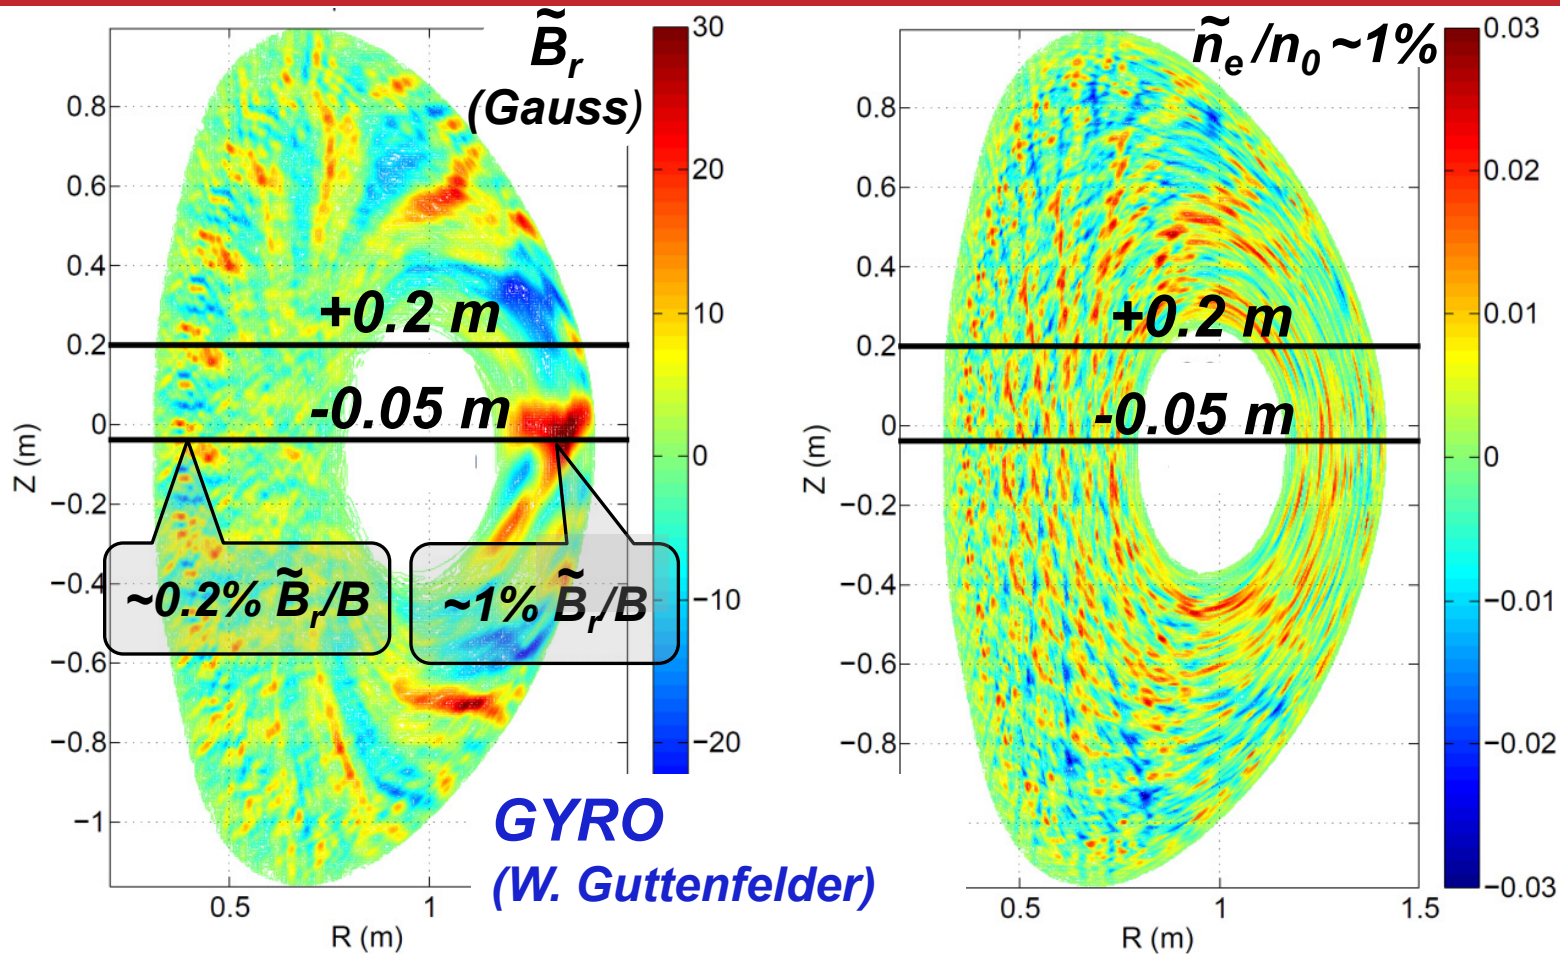 B̃r
(Gauss)
30
20
10
0
−10
−20
0.8
0.6
0.4
0.2
0
−0.2
−0.4
−0.6
−0.8
−1
Z (m)
+0.2 m
-0.05 m
~0.2% B̃r/B
~1% B̃r/B
0.5
1
R (m)
GYRO
(W. Guttenfelder)
ñe/n0 ~1%
0.03
0.02
0.01
0
−0.01
−0.02
−0.03
0.8
0.6
0.4
0.2
0
−0.2
−0.4
−0.6
−0.8
Z (m)
+0.2 m
-0.05 m
0.5
1
1.5
R (m)